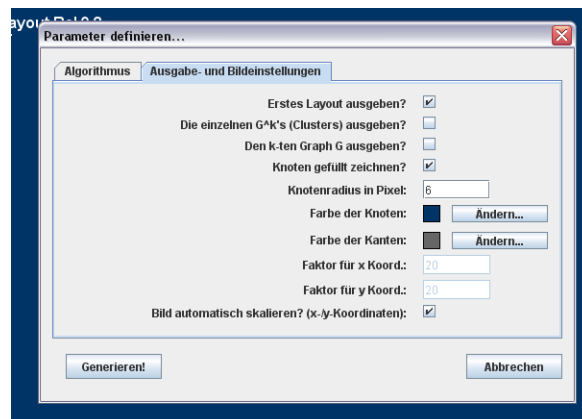 Parameter definieren...
Algorithmus Ausgabe- und Bildeinstellungen
Erstes Layout ausgeben?
Die einzelnen G^k's (Clusters) ausgeben?
Den k-ten Graph G ausgeben?
Knoten gefüllt zeichnen?
Knotenradius in Pixel: 6
Farbe der Knoten: Ändern...
Farbe der Kanten: Ändern...
Faktor für x Koord.: 20
Faktor für y Koord.: 20
Bild automatisch skalieren? (x-/y-Koordinaten):
Generieren! Abbrechen